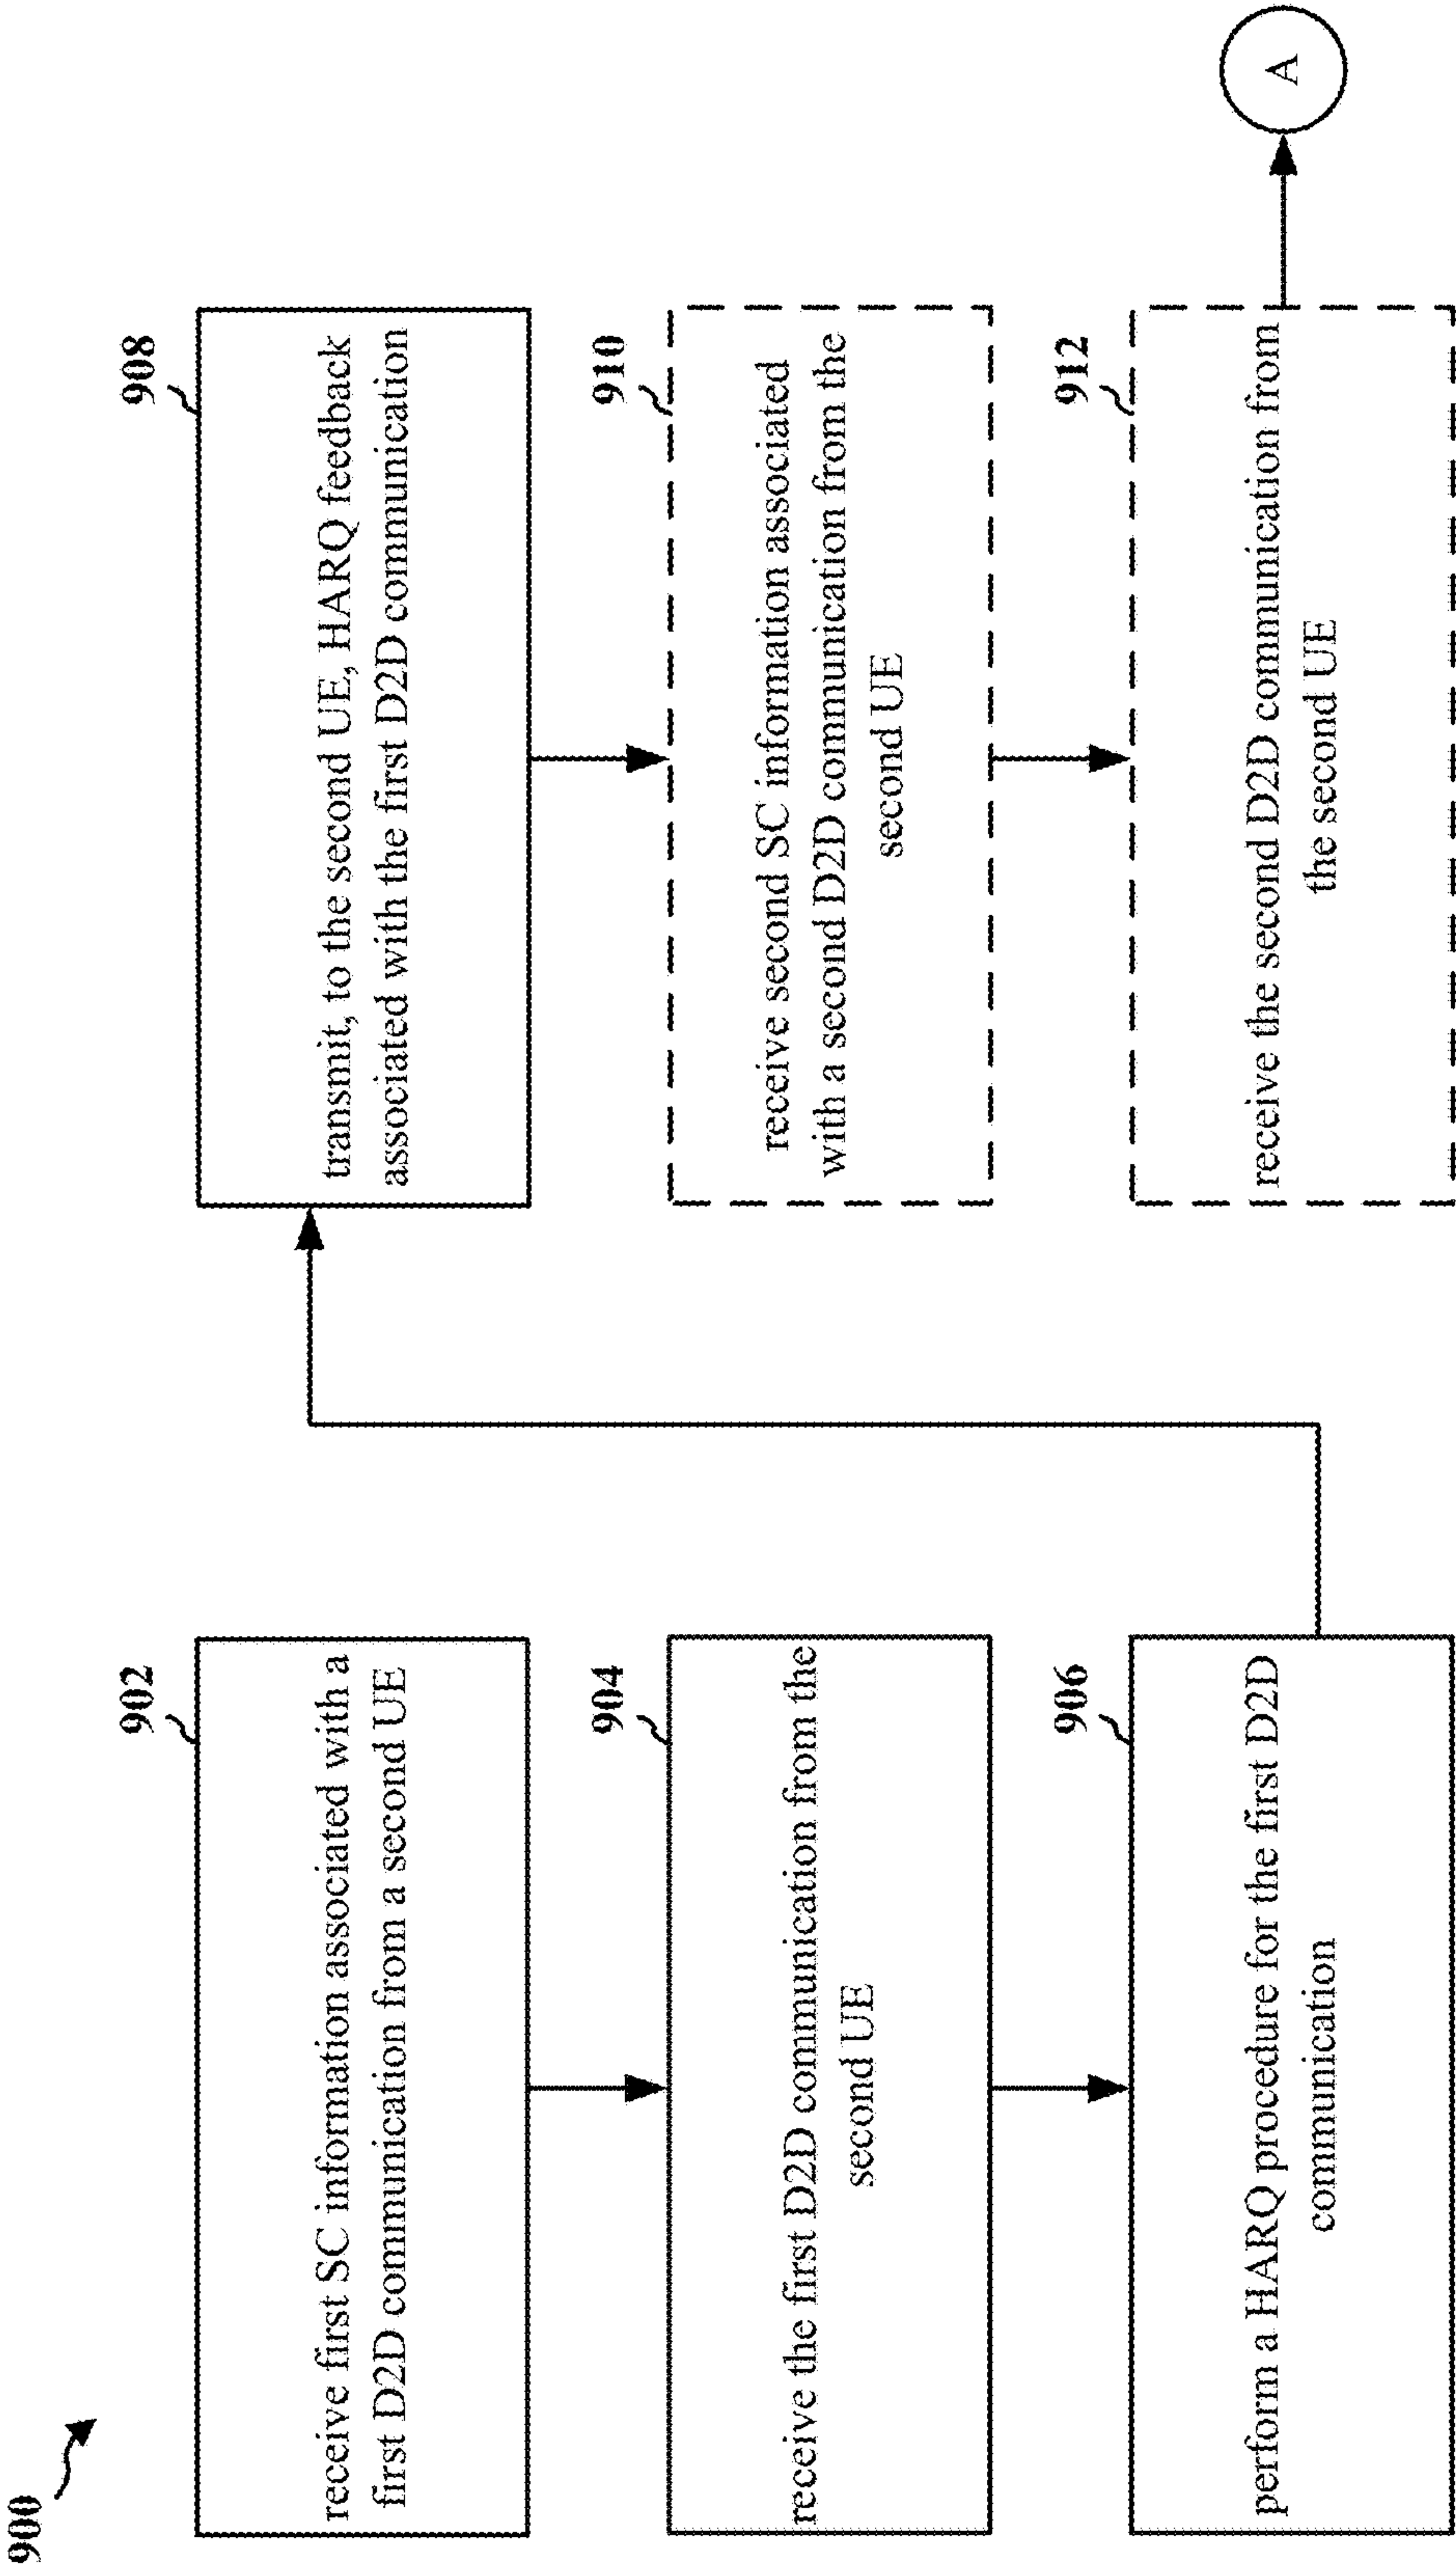 900
902
receive first SC information associated with a
first D2D communication from a second UE
904
receive the first D2D communication from the
second UE
906
perform a HARQ procedure for the first D2D
communication
908
transmit, to the second UE, HARQ feedback
associated with the first D2D communication
910
receive second SC information associated
with a second D2D communication from the
second UE
912
receive the second D2D communication from
the second UE
A